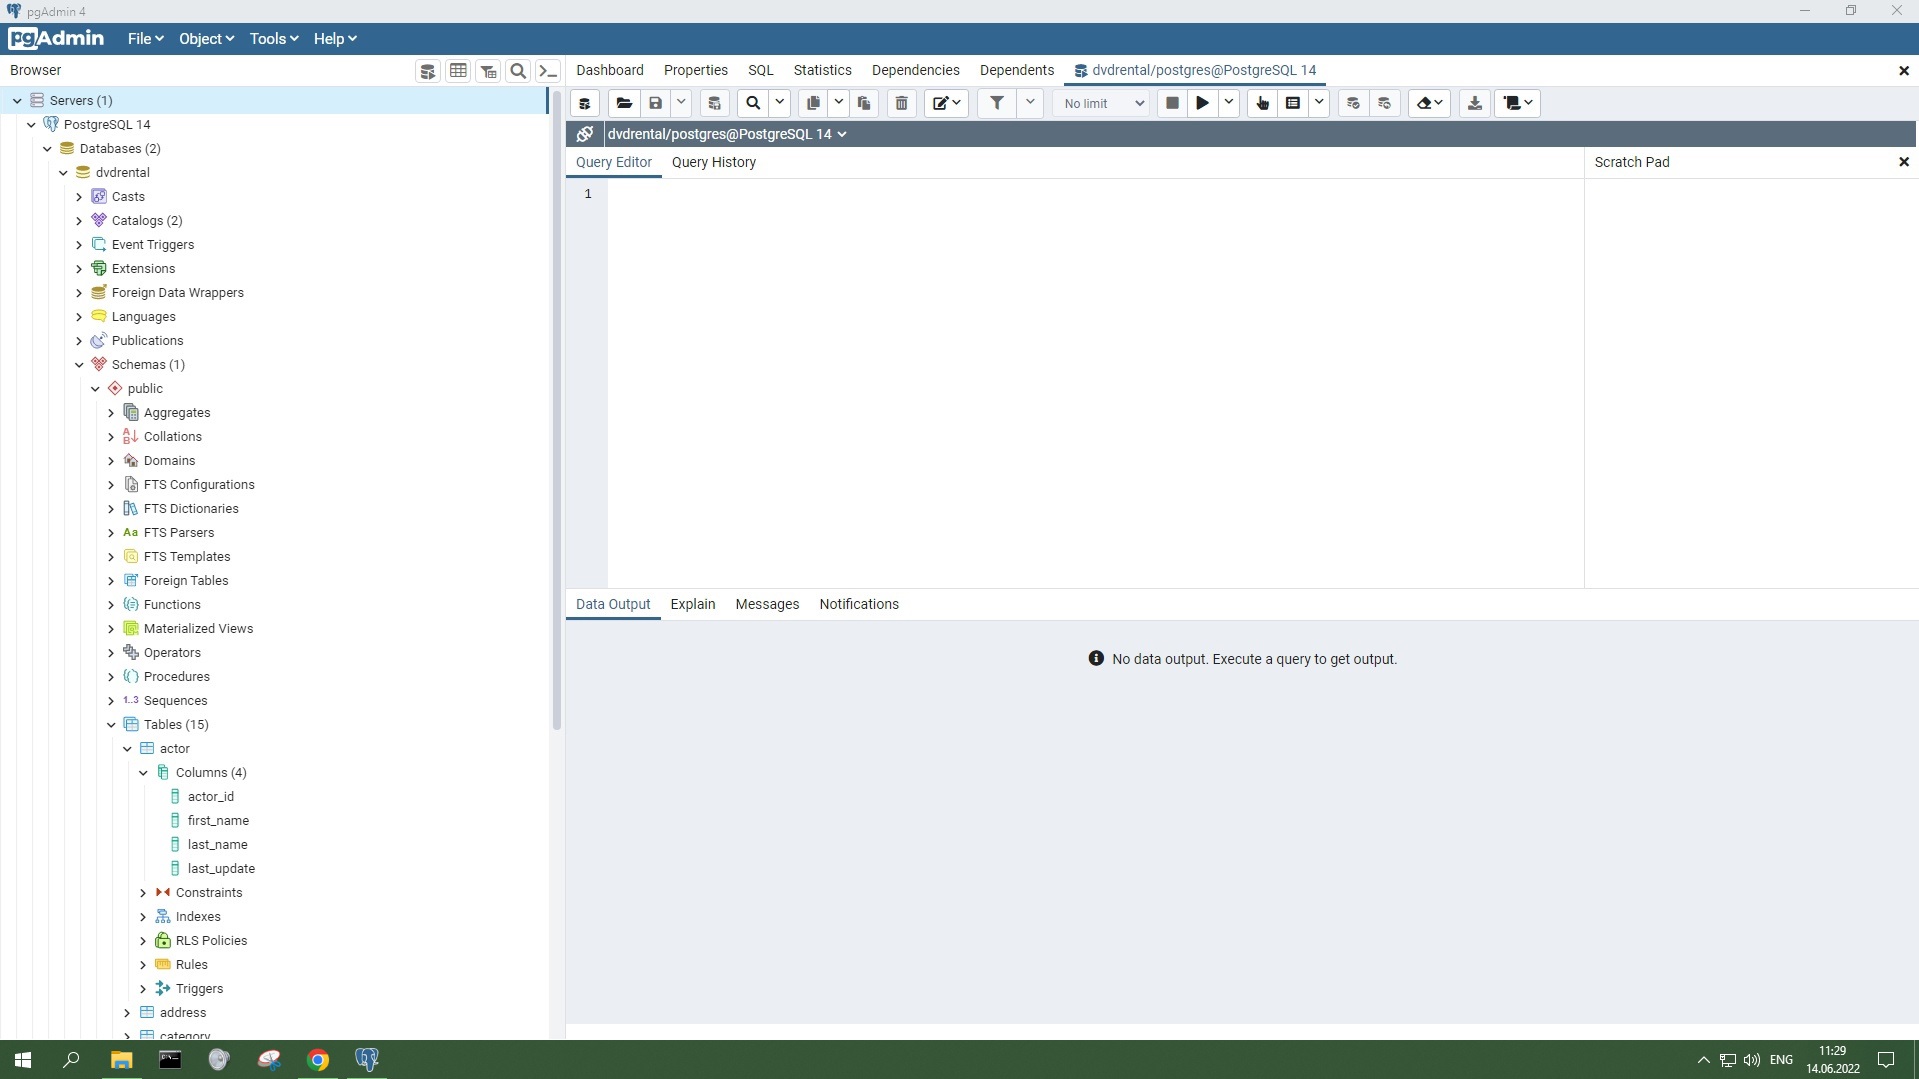 pgAdmin 4
pgAdmin File Object Tools Help
Browser
Dashboard Properties SQL Statistics Dependencies Dependents dvdrental/postgres@PostgreSQL 14
No limit
dvdrental/postgres@PostgreSQL 14
Query Editor Query History
Scratch Pad
1
Servers (1)
PostgreSQL 14
Databases (2)
dvdrental
Casts
Catalogs (2)
Event Triggers
Extensions
Foreign Data Wrappers
Languages
Publications
Schemas (1)
public
Aggregates
Collations
Domains
FTS Configurations
FTS Dictionaries
Aa FTS Parsers
FTS Templates
Foreign Tables
Functions
Materialized Views
Operators
Procedures
1..3 Sequences
Tables (15)
actor
Columns (4)
actor_id
first_name
last_name
last_update
Constraints
Indexes
RLS Policies
Rules
Triggers
address
category
Data Output Explain Messages Notifications
No data output. Execute a query to get output.
ENG
11:29
14.06.2022